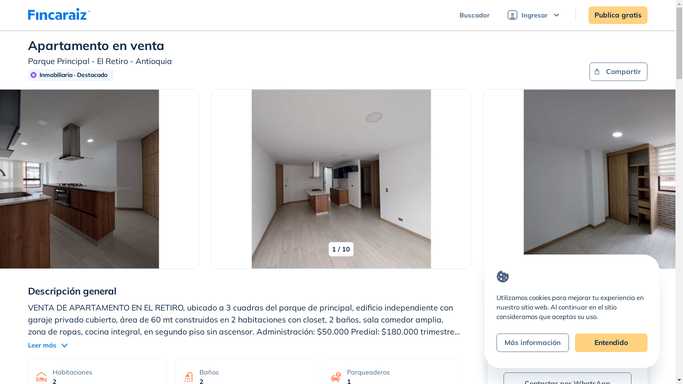 Fincaraiz
Buscador
Ingresar
Publica gratis
Apartamento en venta
Parque Principal - El Retiro - Antioquia
Inmobiliaria · Destacado
Compartir
1 / 10
Descripción general
VENTA DE APARTAMENTO EN EL RETIRO, ubicado a 3 cuadras del parque de principal, edificio independiente con
garaje privado cubierto, área de 60 mt construidos en 2 habitaciones con closet, 2 baños, sala comedor amplia,
zona de ropas, cocina integral, en segundo piso sin ascensor. Administración: $50.000 Predial: $180.000 trimestre...
Leer más
Habitaciones
2
Baños
2
Parqueaderos
1
Utilizamos cookies para mejorar tu experiencia en
nuestro sitio web. Al continuar en el sitio
consideramos que aceptas su uso.
Más información
Entendido
Contactar por WhatsApp